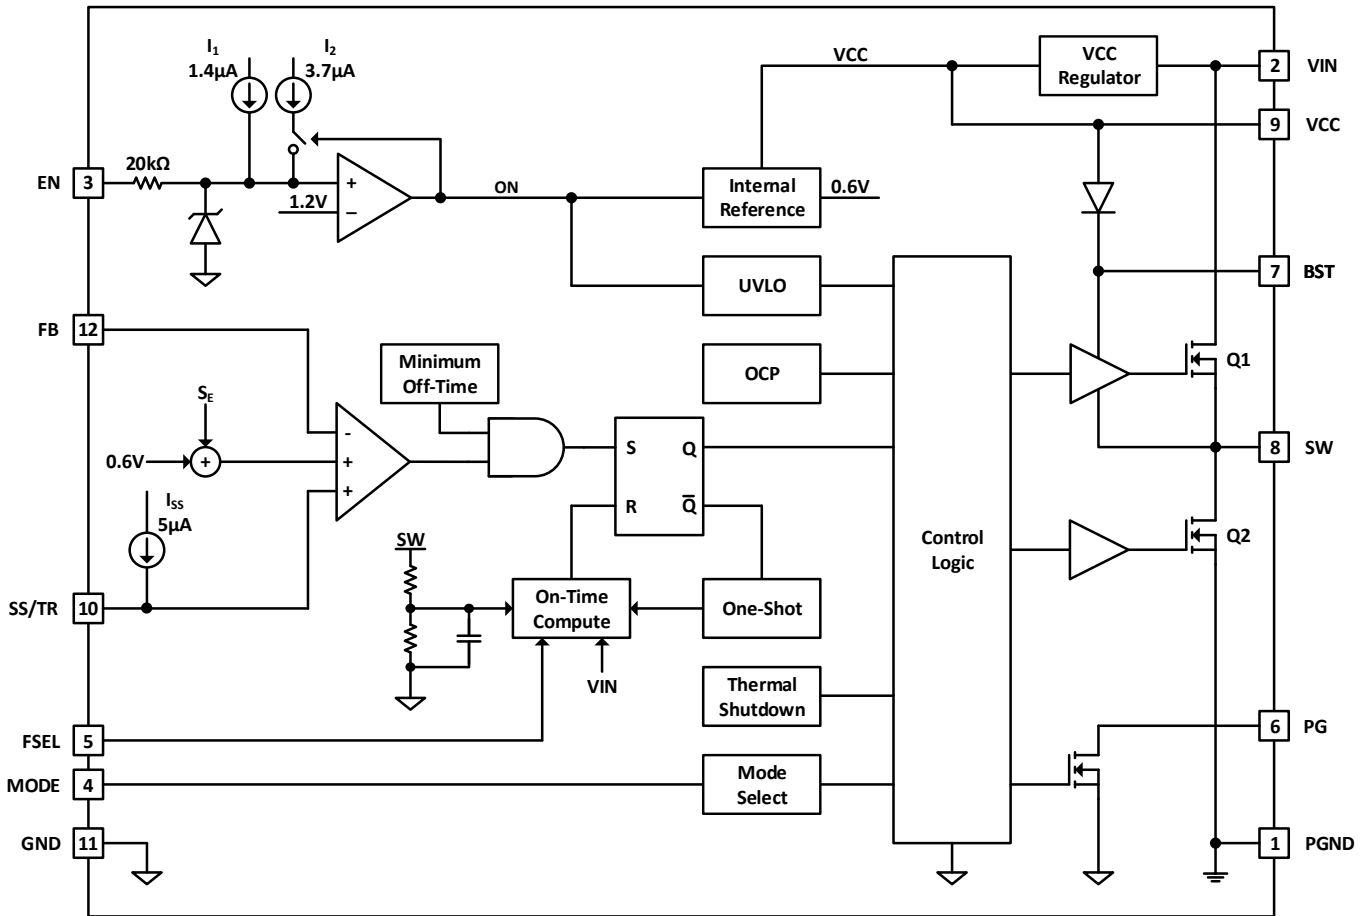 I1
1.4µA
I2
3.7µA
VCC
VCC
Regulator
2
VIN
9
VCC
EN
3
20kΩ
+
1.2V
−
ON
Internal
Reference
0.6V
UVLO
7
BST
FB
12
Minimum
Off-Time
OCP
Q1
SE
0.6V
+
-
+
+
S
Q
R
Q̅
8
SW
ISS
5µA
SW
Control
Logic
Q2
SS/TR
10
On-Time
Compute
One-Shot
VIN
Thermal
Shutdown
FSEL
5
6
PG
MODE
4
Mode
Select
GND
11
1
PGND